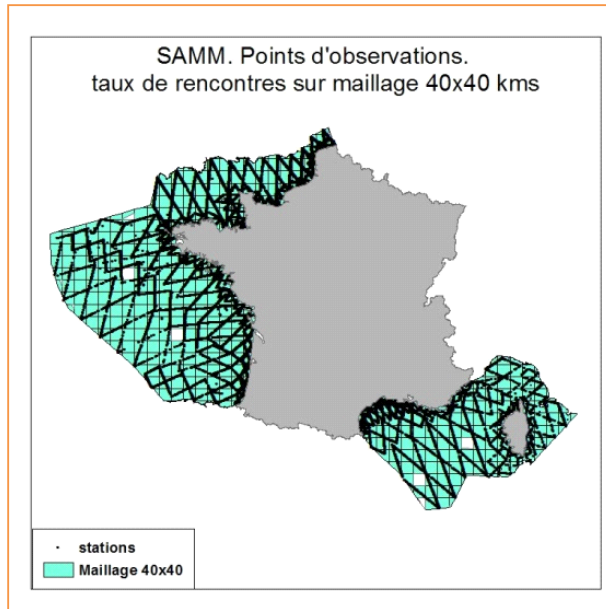 SAMM. Points d'observations.
taux de rencontres sur maillage 40x40 kms
stations
Maillage 40x40